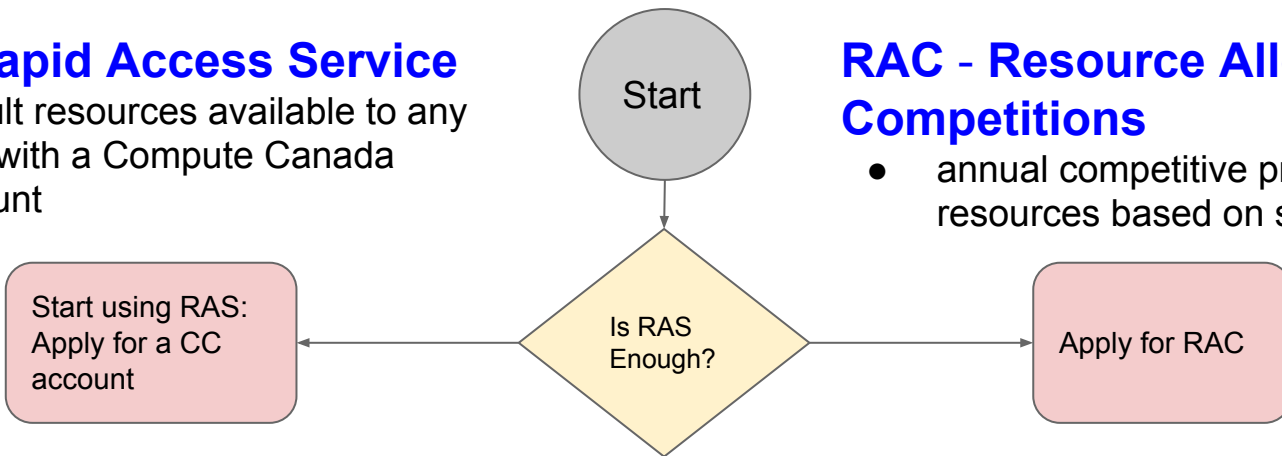 apid Access Service
ult resources available to any
with a Compute Canada
unt
Start
RAC - Resource All
Competitions
● annual competitive pr
resources based on s
Start using RAS:
Apply for a CC
account
Is RAS
Enough?
Apply for RAC